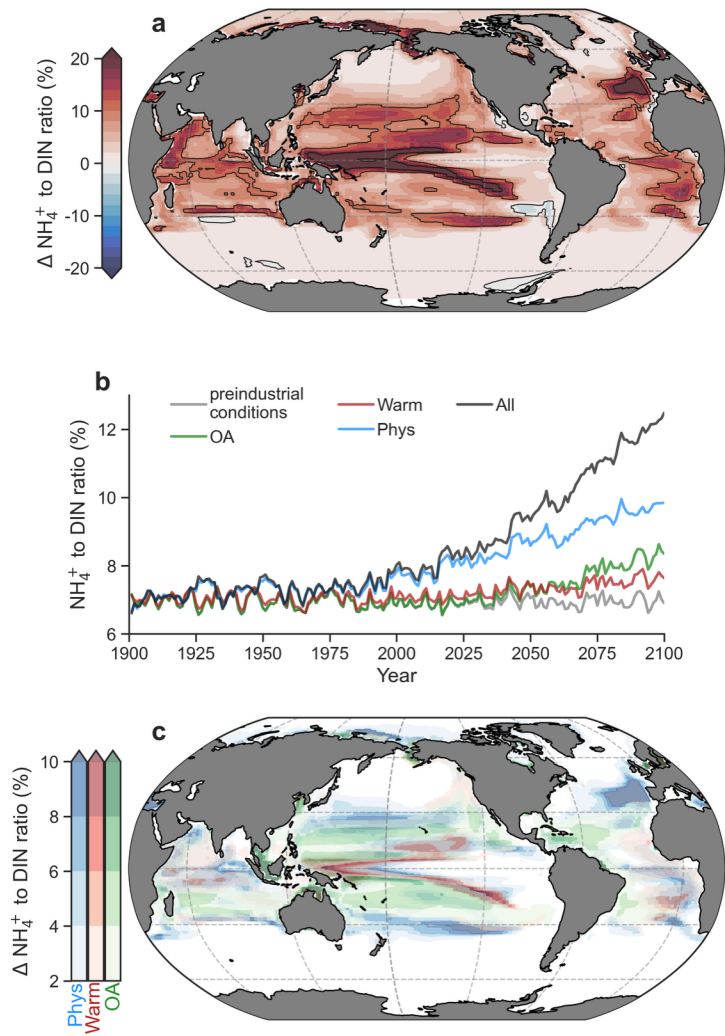 a
Δ NH₄⁺ to DIN ratio (%)
20
10
0
-10
-20
b
preindustrial
conditions
OA
Warm
Phys
All
NH₄⁺ to DIN ratio (%)
12
10
8
6
1900 1925 1950 1975 2000 2025 2050 2075 2100
Year
c
Δ NH₄⁺ to DIN ratio (%)
10
8
6
4
2
Phys
Warm
OA